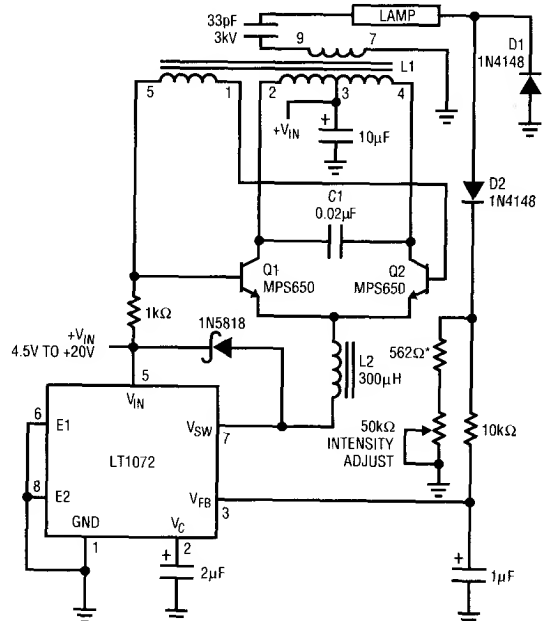 33pF
3kV
LAMP
9
7
D1
1N4148
L1
5
1
2
3
4
+VIN
+
10µF
D2
1N4148
C1
0.02µF
Q1
MPS650
Q2
MPS650
1kΩ
+VIN
4.5V TO +20V
1N5818
L2
300µH
562Ω*
50kΩ
INTENSITY
ADJUST
10kΩ
5
VIN
6
E1
VSW
7
LT1072
8
E2
VFB
3
GND
VC
1
2
+
2µF
+
1µF